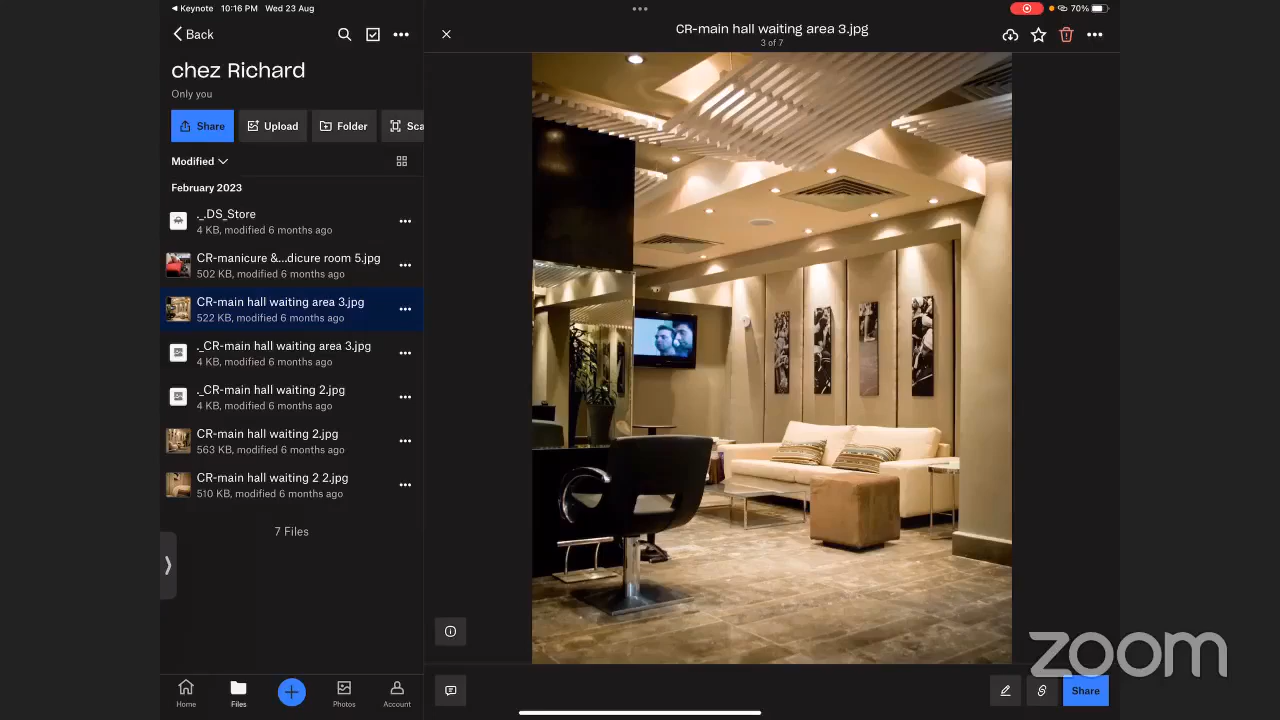 Keynote 10:16 PM Wed 23 Aug
70%
Back
CR-main hall waiting area 3.jpg
3 of 7
chez Richard
Only you
Share
Upload
Folder
Sca
Modified
February 2023
._.DS_Store
4 KB, modified 6 months ago
CR-manicure &...dicure room 5.jpg
502 KB, modified 6 months ago
CR-main hall waiting area 3.jpg
522 KB, modified 6 months ago
._CR-main hall waiting area 3.jpg
4 KB, modified 6 months ago
._CR-main hall waiting 2.jpg
4 KB, modified 6 months ago
CR-main hall waiting 2.jpg
563 KB, modified 6 months ago
CR-main hall waiting 2 2.jpg
510 KB, modified 6 months ago
7 Files
zoom
Share
Home
Files
Photos
Account